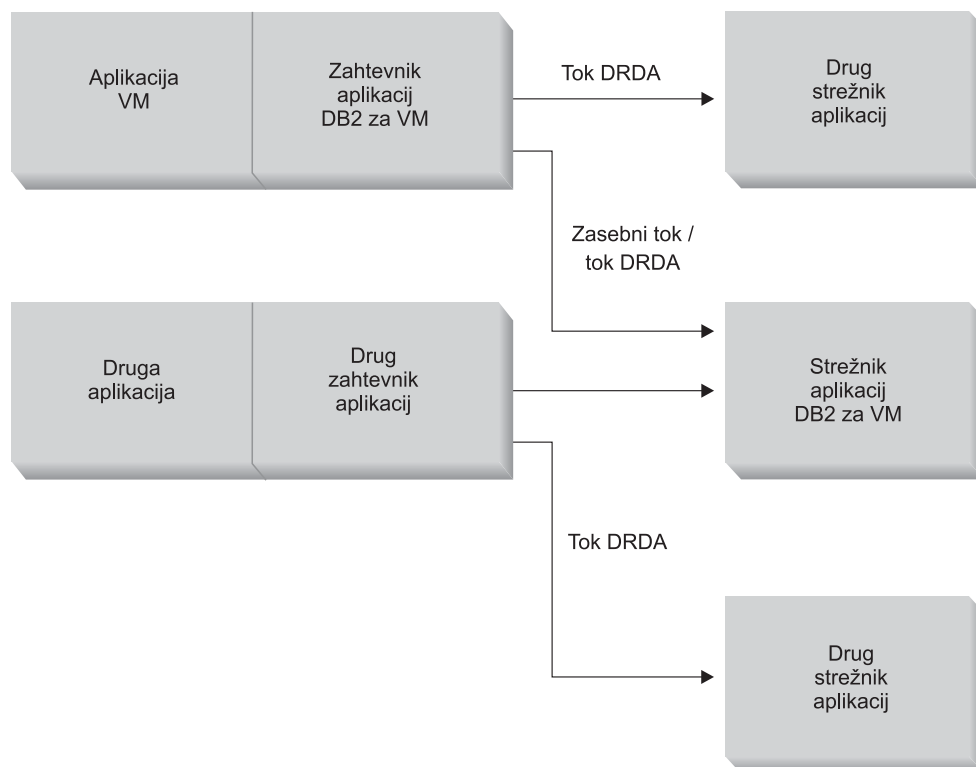 Aplikacija
VM
Zahtevnik
aplikacij
DB2 za VM
Tok DRDA
Drug
strežnik
aplikacij
Zasebni tok /
tok DRDA
Druga
aplikacija
Drug
zahtevnik
aplikacij
Strežnik
aplikacij
DB2 za VM
Tok DRDA
Drug
strežnik
aplikacij